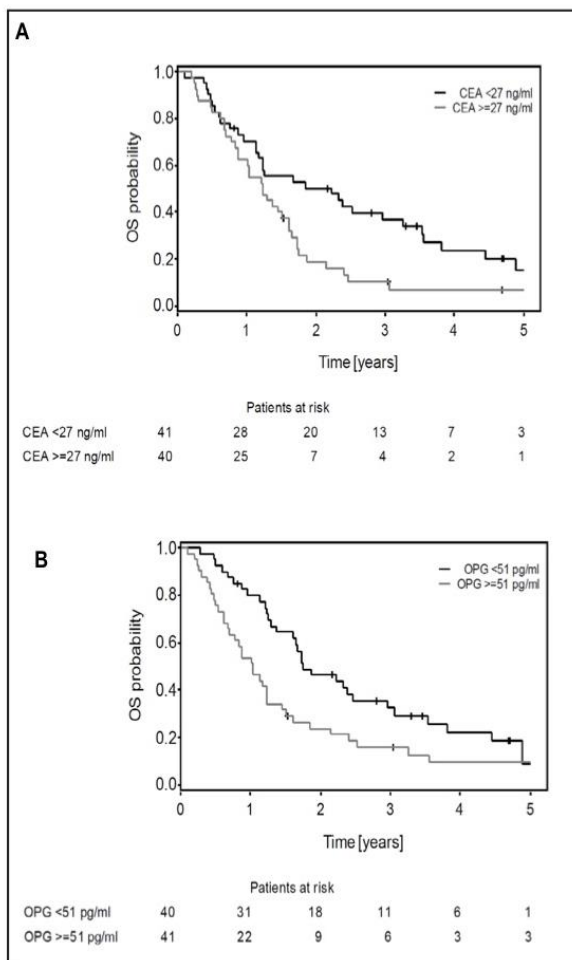 A
1.0
0.8
0.6
0.4
0.2
0.0
OS probability
CEA <27 ng/ml
CEA >=27 ng/ml
0 1 2 3 4 5
Time [years]
Patients at risk
CEA <27 ng/ml 41 28 20 13 7 3
CEA >=27 ng/ml 40 25 7 4 2 1
B
1.0
0.8
0.6
0.4
0.2
0.0
OS probability
OPG <51 pg/ml
OPG >=51 pg/ml
0 1 2 3 4 5
Time [years]
Patients at risk
OPG <51 pg/ml 40 31 18 11 6 1
OPG >=51 pg/ml 41 22 9 6 3 3